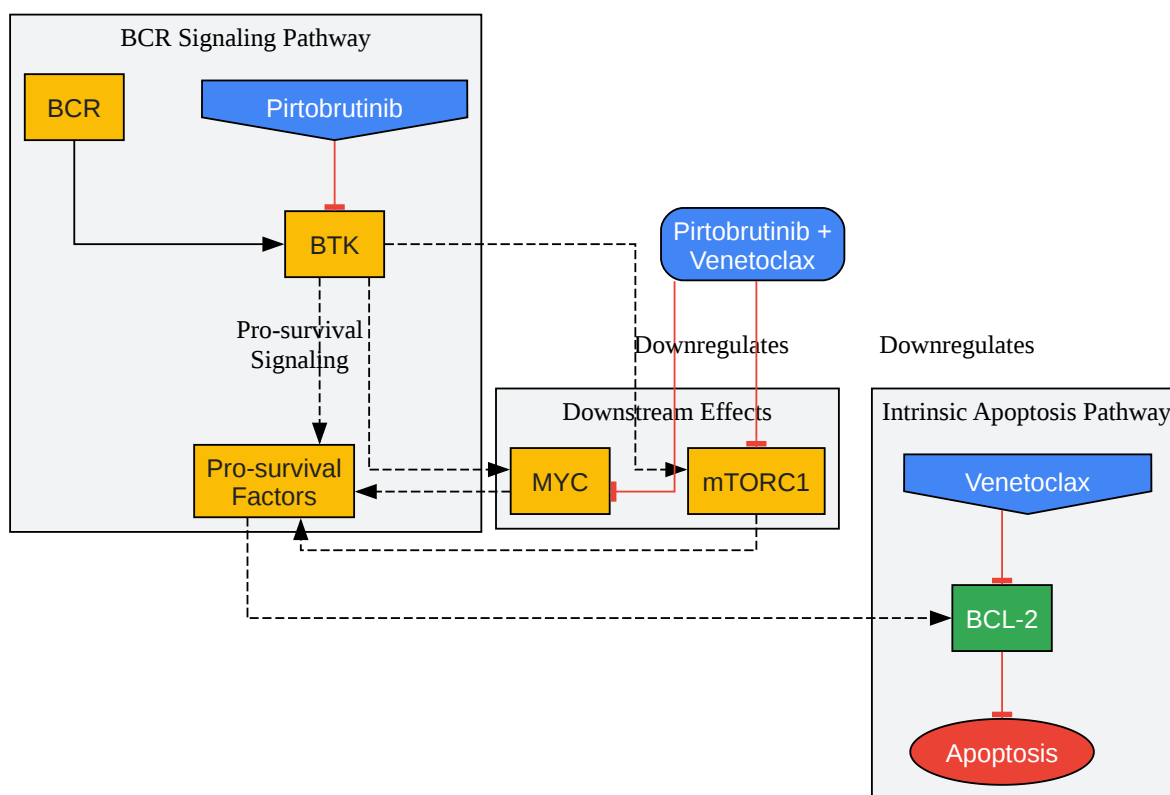 BCR Signaling Pathway
BCR
Pirtobrutinib
BTK
Pirtobrutinib +
Venetoclax
Pro-survival
Signaling
Downregulates
Downregulates
Downstream Effects
Intrinsic Apoptosis Pathway
Pro-survival
Factors
MYC
mTORC1
Venetoclax
BCL-2
Apoptosis